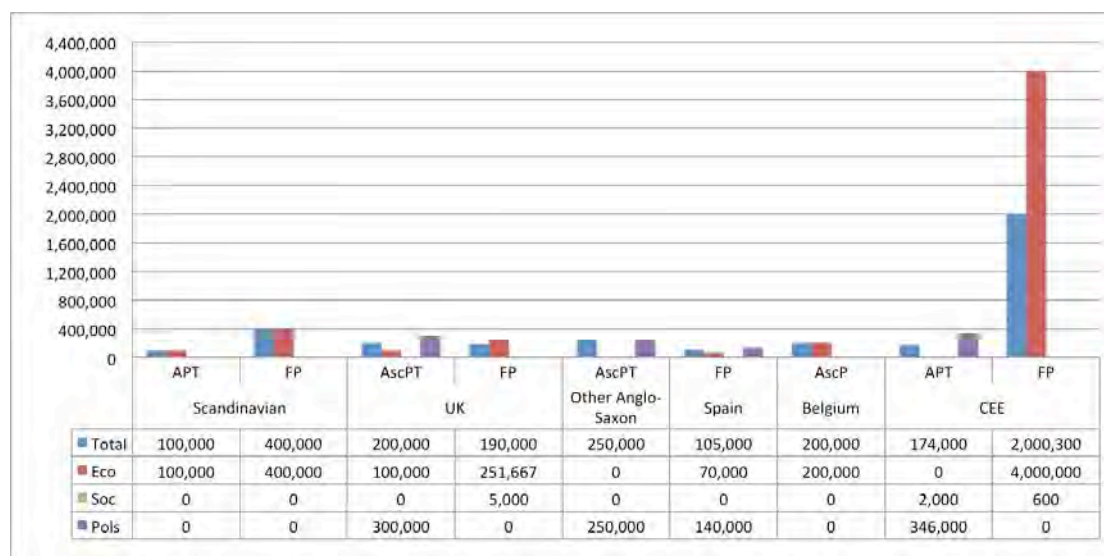 4,400,000
4,000,000
3,600,000
3,200,000
2,800,000
2,400,000
2,000,000
1,600,000
1,200,000
800,000
400,000
0
APT FP AscPT FP AscPT FP AscP APT FP
Scandinavian UK Other Anglo-Saxon Spain Belgium CEE
Total 100,000 400,000 200,000 190,000 250,000 105,000 200,000 174,000 2,000,300
Eco 100,000 400,000 100,000 251,667 0 70,000 200,000 0 4,000,000
Soc 0 0 0 5,000 0 0 0 2,000 600
Pols 0 0 300,000 0 250,000 140,000 0 346,000 0